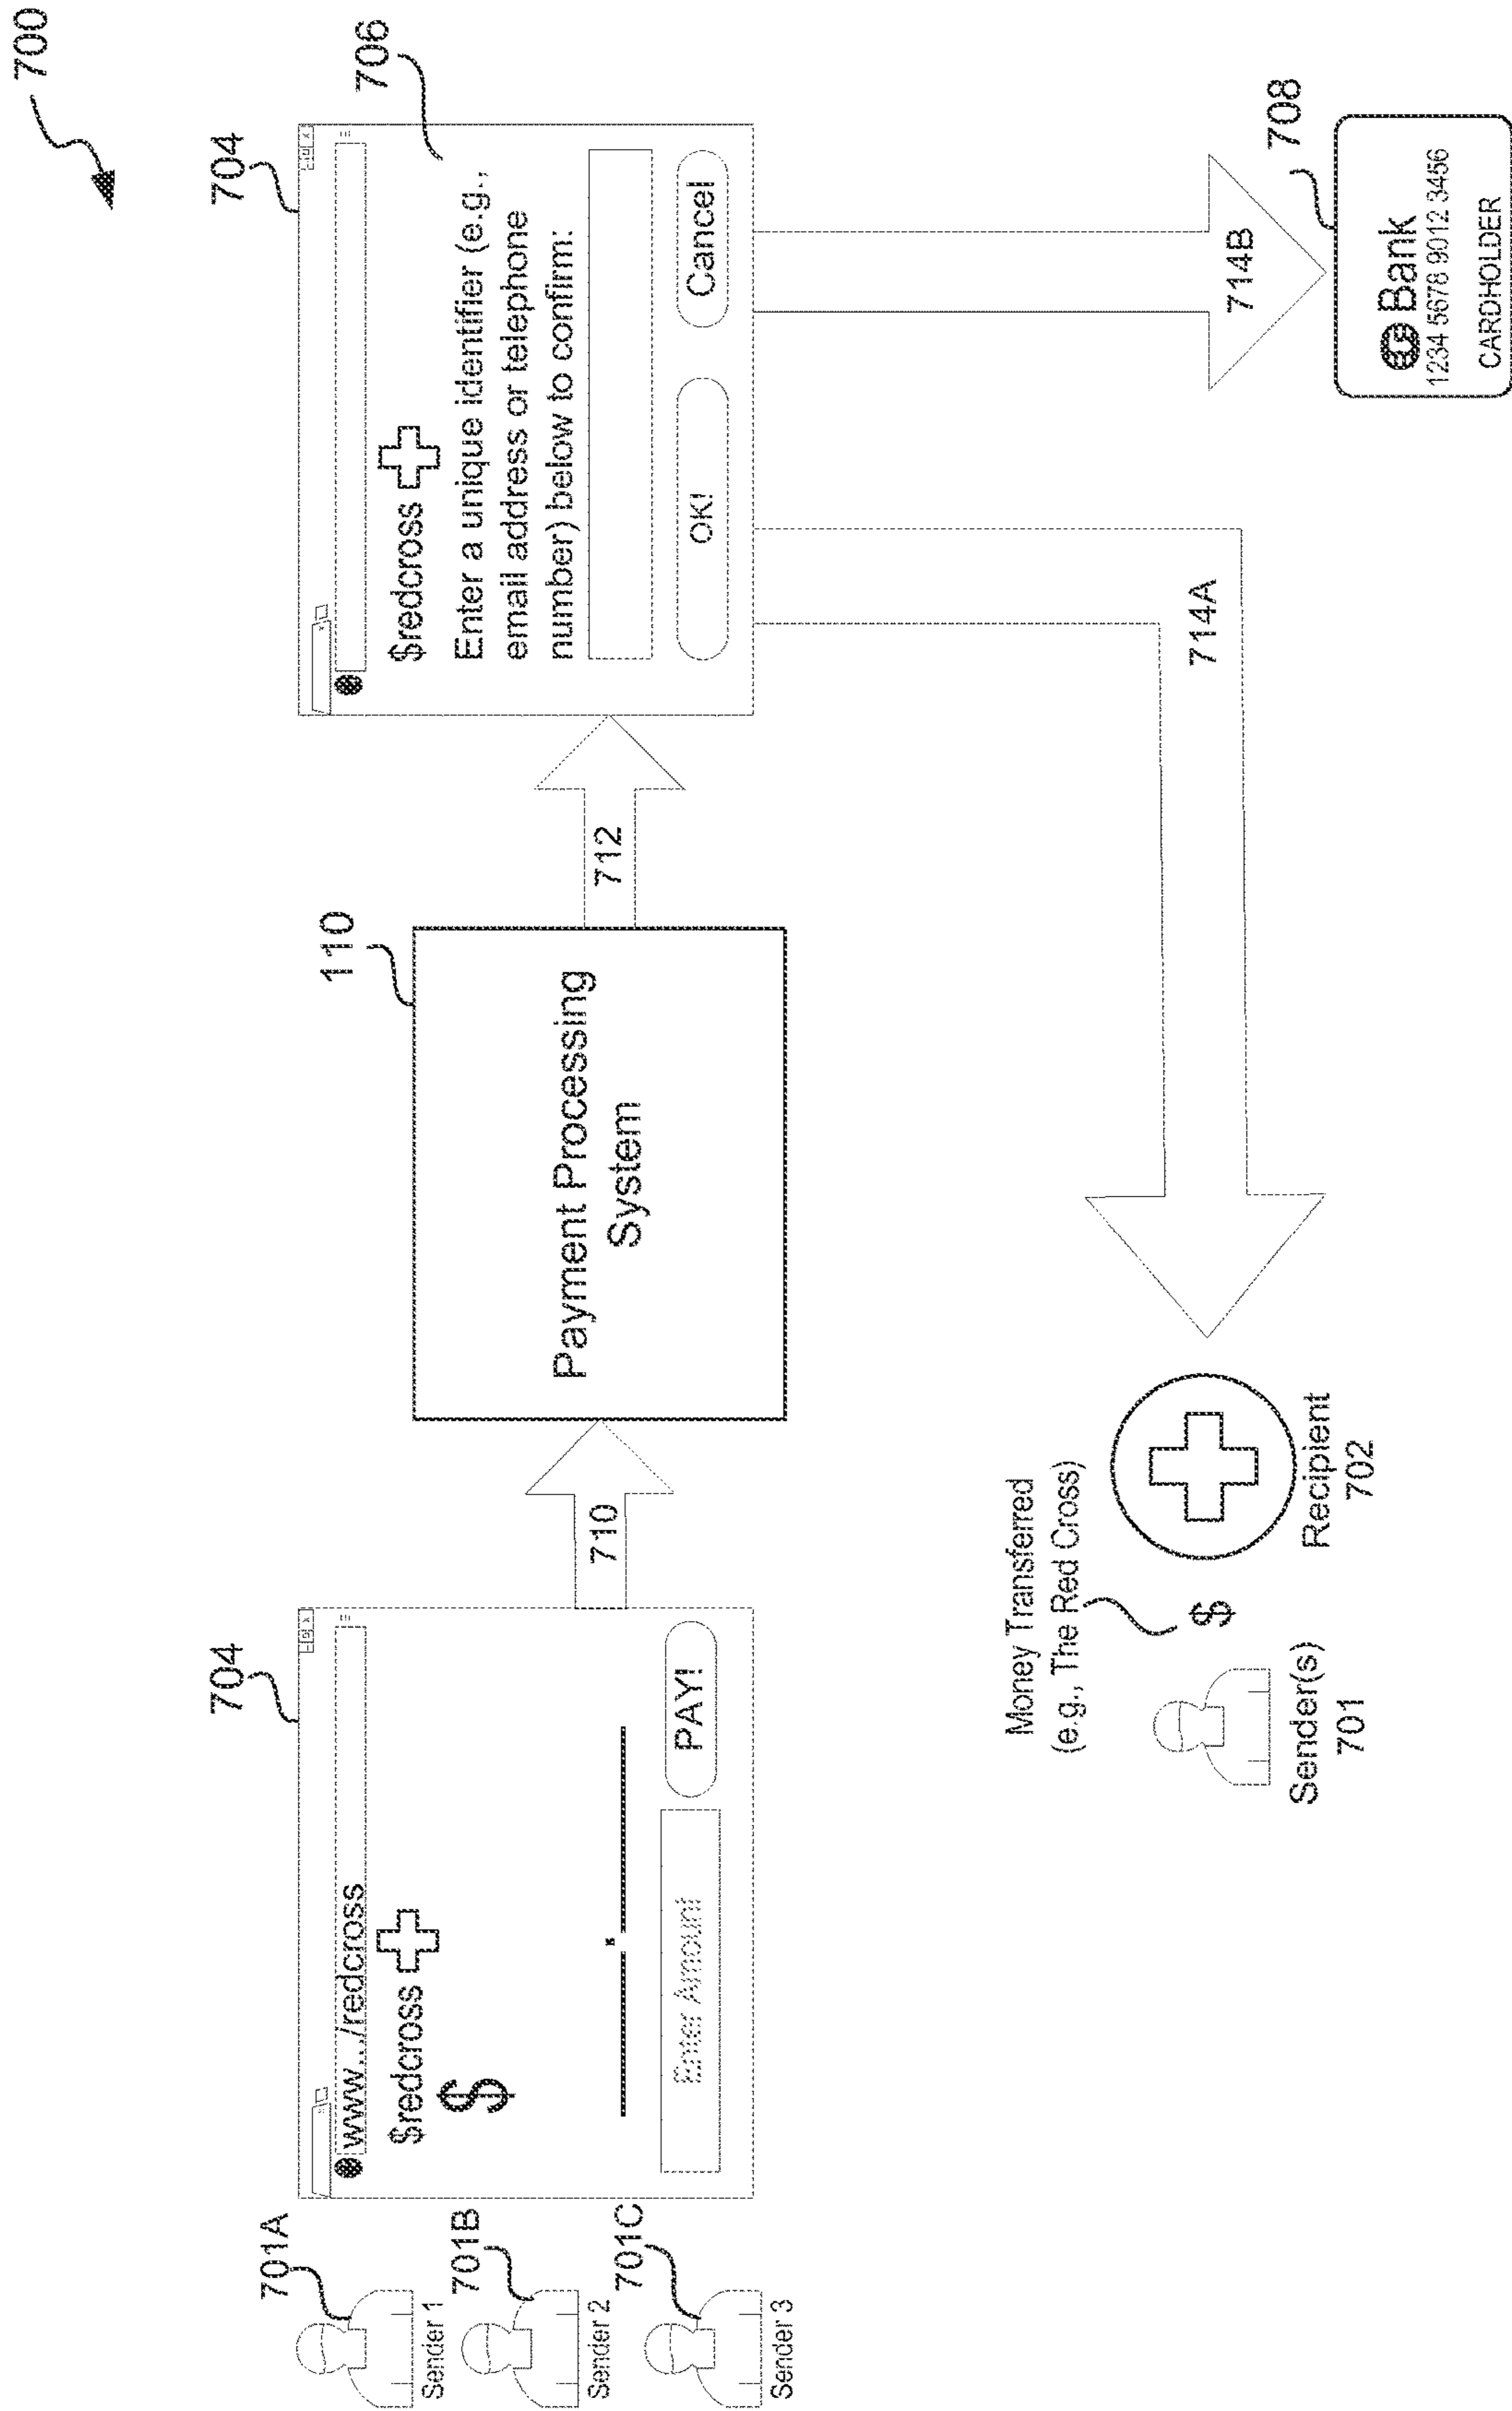 700
704
www.../redcross
$redcross
$
Enter Amount
PAY!
701A
Sender 1
701B
Sender 2
701C
Sender 3
710
110
Payment Processing
System
712
704
706
$redcross
Enter a unique identifier (e.g.,
email address or telephone
number) below to confirm:
OK!
Cancel
714A
714B
708
Bank
1234 5678 9012 3456
CARDHOLDER
Money Transferred
(e.g., The Red Cross)
$
Sender(s)
701
Recipient
702